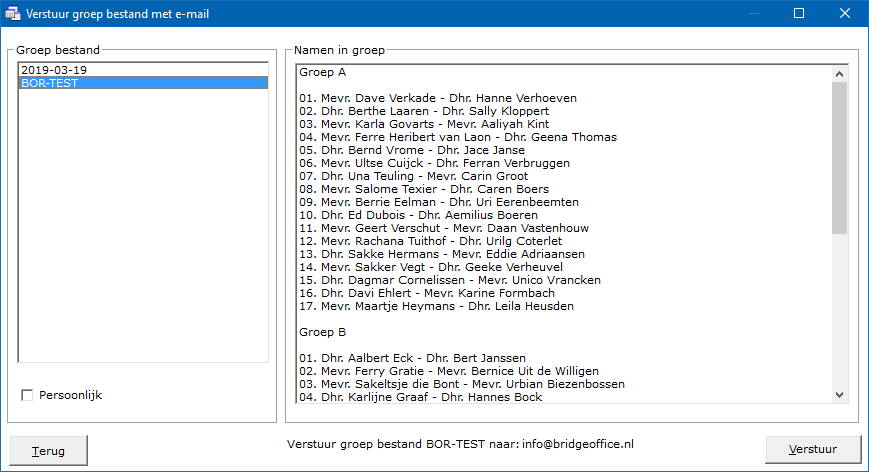 Verstuur groep bestand met e-mail
Groep bestand
2019-03-19
BOR-TEST
Persoonlijk
Namen in groep
Groep A
01. Mevr. Dave Verkade - Dhr. Hanne Verhoeven
02. Dhr. Berthe Laaren - Dhr. Sally Kloppert
03. Mevr. Karla Govarts - Mevr. Aaliyah Kint
04. Mevr. Ferre Heribert van Laon - Dhr. Geena Thomas
05. Dhr. Bernd Vrome - Dhr. Jace Janse
06. Mevr. Ultse Cuijck - Dhr. Ferran Verbruggen
07. Dhr. Una Teuling - Mevr. Carin Groot
08. Mevr. Salome Texier - Dhr. Caren Boers
09. Mevr. Berrie Eelman - Dhr. Uri Eerenbeemten
10. Dhr. Ed Dubois - Dhr. Aemilius Boeren
11. Mevr. Geert Verschut - Mevr. Daan Vastenhouw
12. Mevr. Rachana Tuithof - Dhr. Urilg Coterlet
13. Dhr. Sakke Hermans - Mevr. Eddie Adriaansen
14. Mevr. Sakker Vegt - Dhr. Geeke Verheuvel
15. Dhr. Dagmar Cornelissen - Mevr. Unico Vrancken
16. Dhr. Davi Ehlert - Mevr. Karine Formbach
17. Mevr. Maartje Heymans - Dhr. Leila Heusden
Groep B
01. Dhr. Aalbert Eck - Dhr. Bert Janssen
02. Mevr. Ferry Gratie - Mevr. Bernice Uit de Willigen
03. Mevr. Sakeltsje die Bont - Mevr. Urbian Biezenbossen
04. Dhr. Karlijne Graaf - Dhr. Hannes Bock
Terug
Verstuur groep bestand BOR-TEST naar: info@bridgeoffice.nl
Verstuur